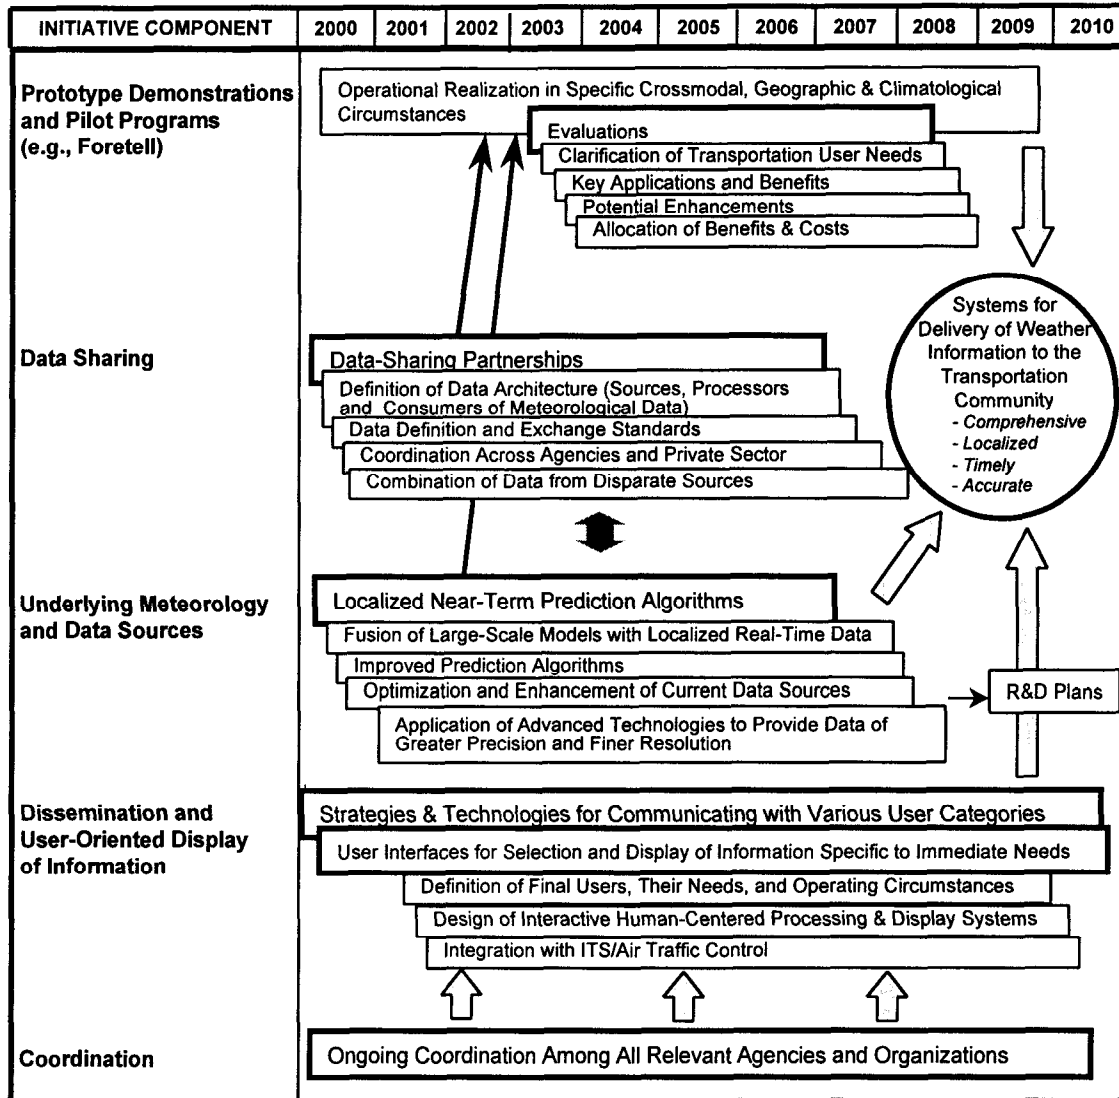 INITIATIVE COMPONENT 2000 2001 2002 2003 2004 2005 2006 2007 2008 2009 2010
Prototype Demonstrations
and Pilot Programs
(e.g., Foretell)
Operational Realization in Specific Crossmodal, Geographic & Climatological
Circumstances
Evaluations
Clarification of Transportation User Needs
Key Applications and Benefits
Potential Enhancements
Allocation of Benefits & Costs
Systems for
Delivery of Weather
Information to the
Transportation
Community
- Comprehensive
- Localized
- Timely
- Accurate
Data Sharing
Data-Sharing Partnerships
Definition of Data Architecture (Sources, Processors
and Consumers of Meteorological Data)
Data Definition and Exchange Standards
Coordination Across Agencies and Private Sector
Combination of Data from Disparate Sources
Underlying Meteorology
and Data Sources
Localized Near-Term Prediction Algorithms
Fusion of Large-Scale Models with Localized Real-Time Data
Improved Prediction Algorithms
Optimization and Enhancement of Current Data Sources
Application of Advanced Technologies to Provide Data of
Greater Precision and Finer Resolution
R&D Plans
Dissemination and
User-Oriented Display
of Information
Strategies & Technologies for Communicating with Various User Categories
User Interfaces for Selection and Display of Information Specific to Immediate Needs
Definition of Final Users, Their Needs, and Operating Circumstances
Design of Interactive Human-Centered Processing & Display Systems
Integration with ITS/Air Traffic Control
Coordination
Ongoing Coordination Among All Relevant Agencies and Organizations